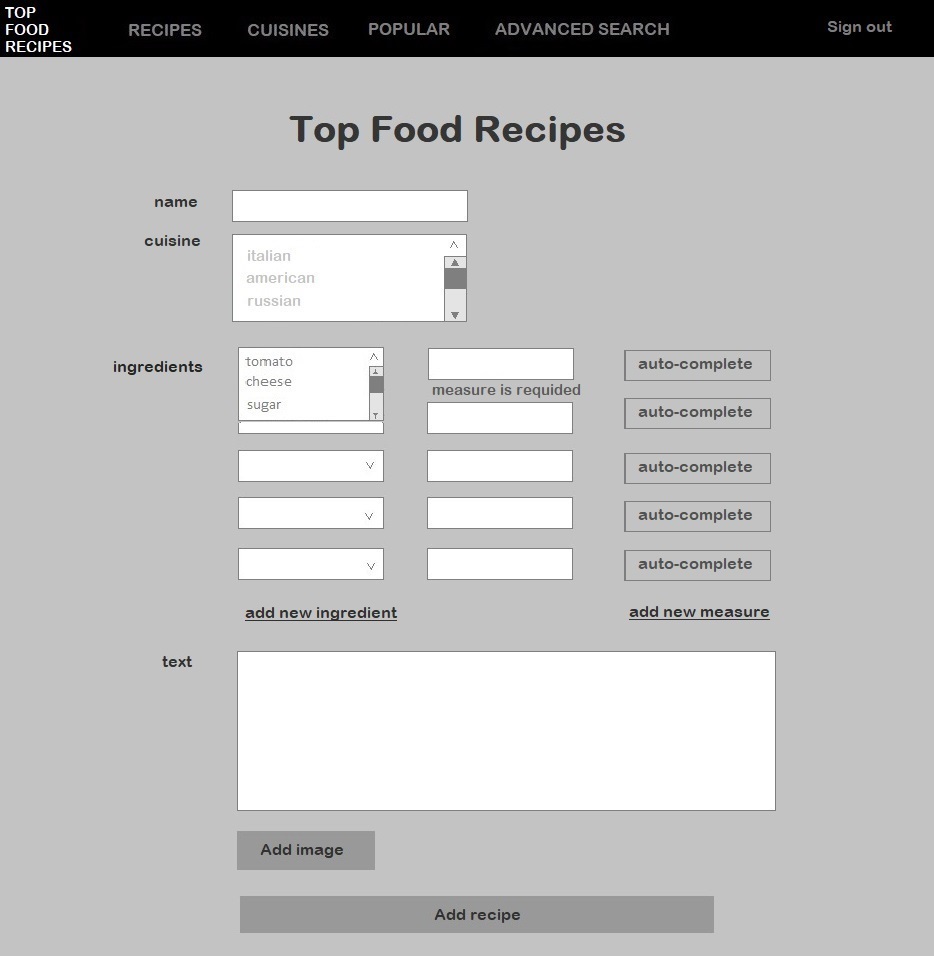 TOP
FOOD
RECIPES
RECIPES
CUISINES
POPULAR
ADVANCED SEARCH
Sign out
Top Food Recipes
name
cuisine
italian
american
russian
ingredients
tomato
cheese
sugar
auto-complete
measure is requided
auto-complete
auto-complete
auto-complete
auto-complete
add new ingredient
add new measure
text
Add image
Add recipe